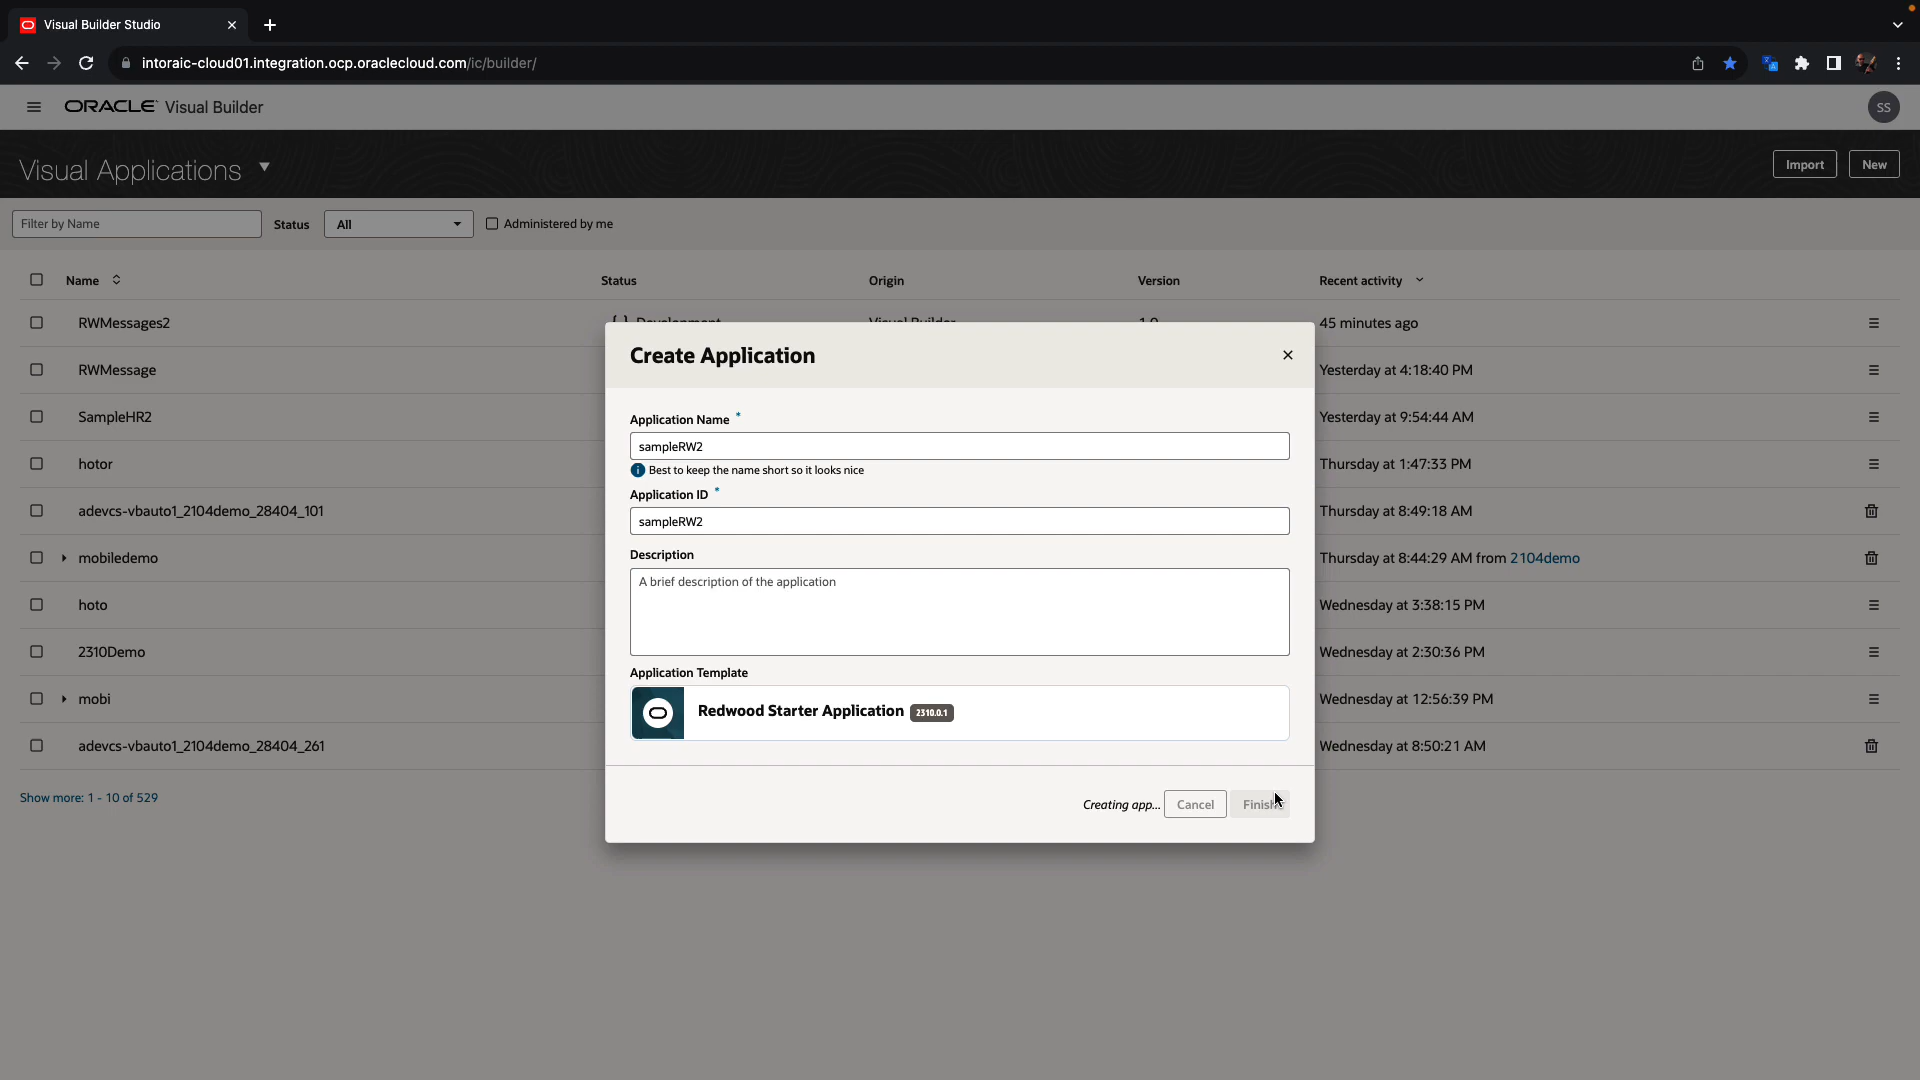 Visual Builder Studio
intoraic-cloud01.integration.ocp.oraclecloud.com/ic/builder/
ORACLE Visual Builder
SS
Visual Applications
Import
New
Filter by Name
Status
All
Administered by me
Name
Status
Origin
Version
Recent activity
RWMessages2
Development
Visual Builder
1.0
45 minutes ago
RWMessage
Yesterday at 4:18:40 PM
SampleHR2
Yesterday at 9:54:44 AM
hotor
Thursday at 1:47:33 PM
adevcs-vbauto1_2104demo_28404_101
Thursday at 8:49:18 AM
mobiledemo
Thursday at 8:44:29 AM from 2104demo
hoto
Wednesday at 3:38:15 PM
2310Demo
Wednesday at 2:30:36 PM
mobi
Wednesday at 12:56:39 PM
adevcs-vbauto1_2104demo_28404_261
Wednesday at 8:50:21 AM
Show more: 1 - 10 of 529
Create Application
Application Name *
sampleRW2
Best to keep the name short so it looks nice
Application ID *
sampleRW2
Description
A brief description of the application
Application Template
Redwood Starter Application 2310.0.1
Creating app...
Cancel
Finish